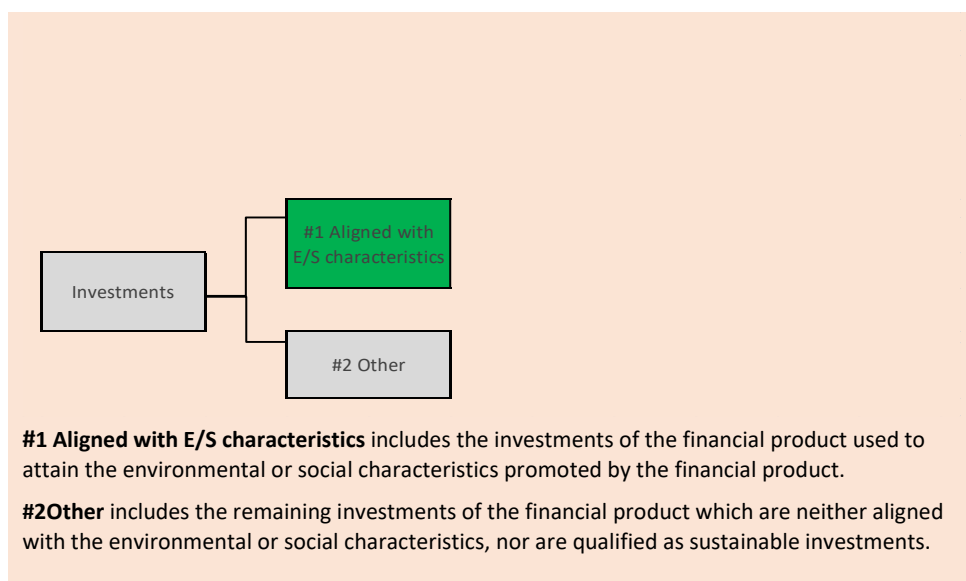 #1 Aligned with
E/S characteristics
Investments
#2 Other
#1 Aligned with E/S characteristics includes the investments of the financial product used to
attain the environmental or social characteristics promoted by the financial product.
#2Other includes the remaining investments of the financial product which are neither aligned
with the environmental or social characteristics, nor are qualified as sustainable investments.